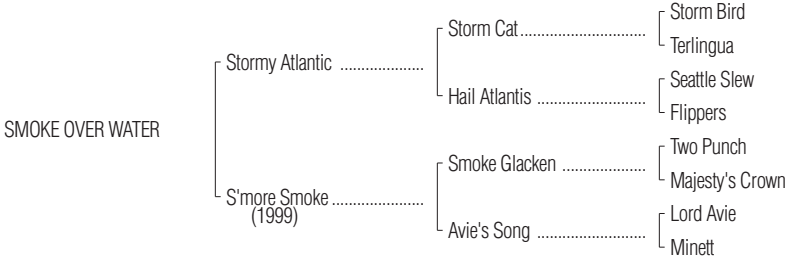 Storm Bird
Storm Cat..............................
Terlingua
Stormy Atlantic ....................
Seattle Slew
Hail Atlantis ..........................
Flippers
SMOKE OVER WATER
Two Punch
Smoke Glacken ....................
Majesty's Crown
S'more Smoke ......................
(1999)
Lord Avie
Avie's Song ..........................
Minett